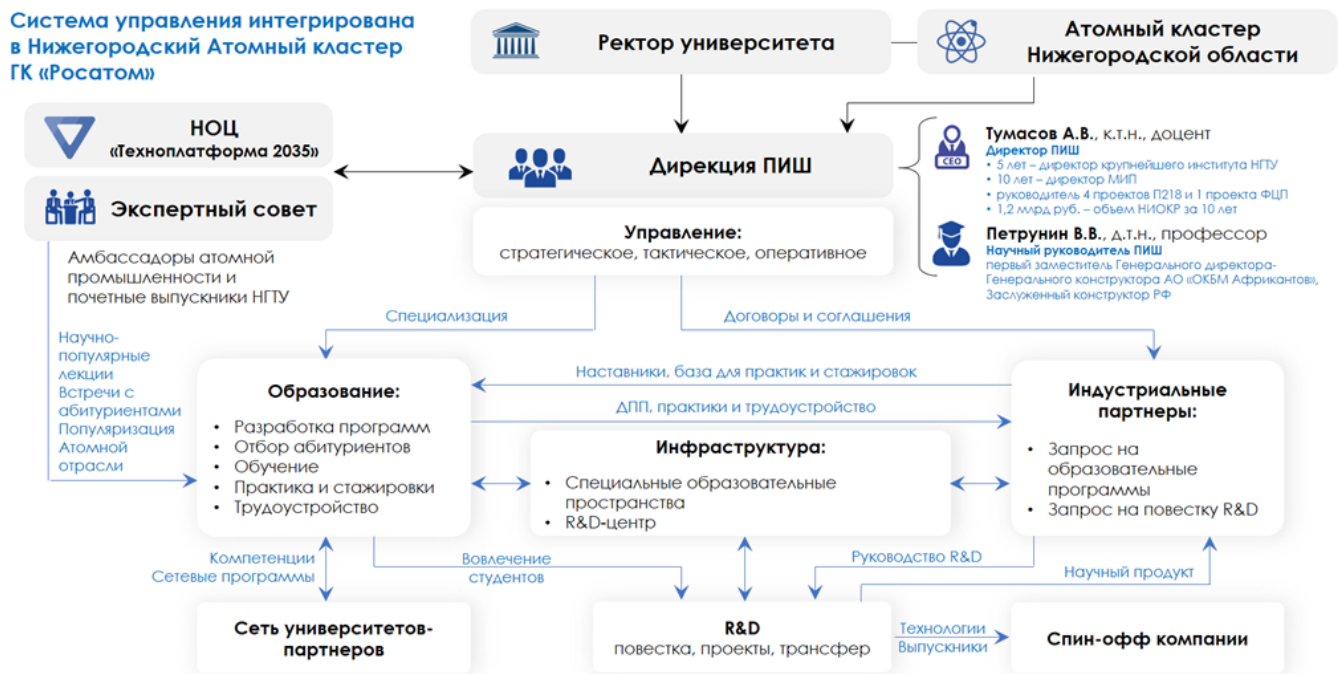 Система управления интегрирована
в Нижегородский Атомный кластер
ГК «Росатом»
Ректор университета
Атомный кластер
Нижегородской области
НОЦ
«Техноплатформа 2035»
Экспертный совет
Амбассадоры атомной
промышленности и
почетные выпускники НГТУ
Дирекция ПИШ
Управление:
стратегическое, тактическое, оперативное
CEO
Тумасов А.В., к.т.н., доцент
Директор ПИШ
• 5 лет – директор крупнейшего института НГТУ
• 10 лет – директор МИП
• руководитель 4 проектов П218 и 1 проекта ФЦП
• 1,2 млрд руб. – объем НИОКР за 10 лет
Петрунин В.В., д.т.н., профессор
Научный руководитель ПИШ
первый заместитель Генерального директора-
Генерального конструктора АО «ОКБМ Африкантов»,
Заслуженный конструктор РФ
Специализация
Договоры и соглашения
Научно-
популярные
лекции
Встречи с
абитуриентами
Популяризация
Атомной
отрасли
Образование:
• Разработка программ
• Отбор абитуриентов
• Обучение
• Практика и стажировки
• Трудоустройство
Наставники, база для практик и стажировок
ДПП, практики и трудоустройство
Инфраструктура:
• Специальные образовательные
пространства
• R&D-центр
Индустриальные
партнеры:
• Запрос на
образовательные
программы
• Запрос на повестку R&D
Компетенции
Сетевые программы
Вовлечение
студентов
Руководство R&D
Научный продукт
Сеть университетов-
партнеров
R&D
повестка, проекты, трансфер
Технологии
Выпускники
Спин-офф компании